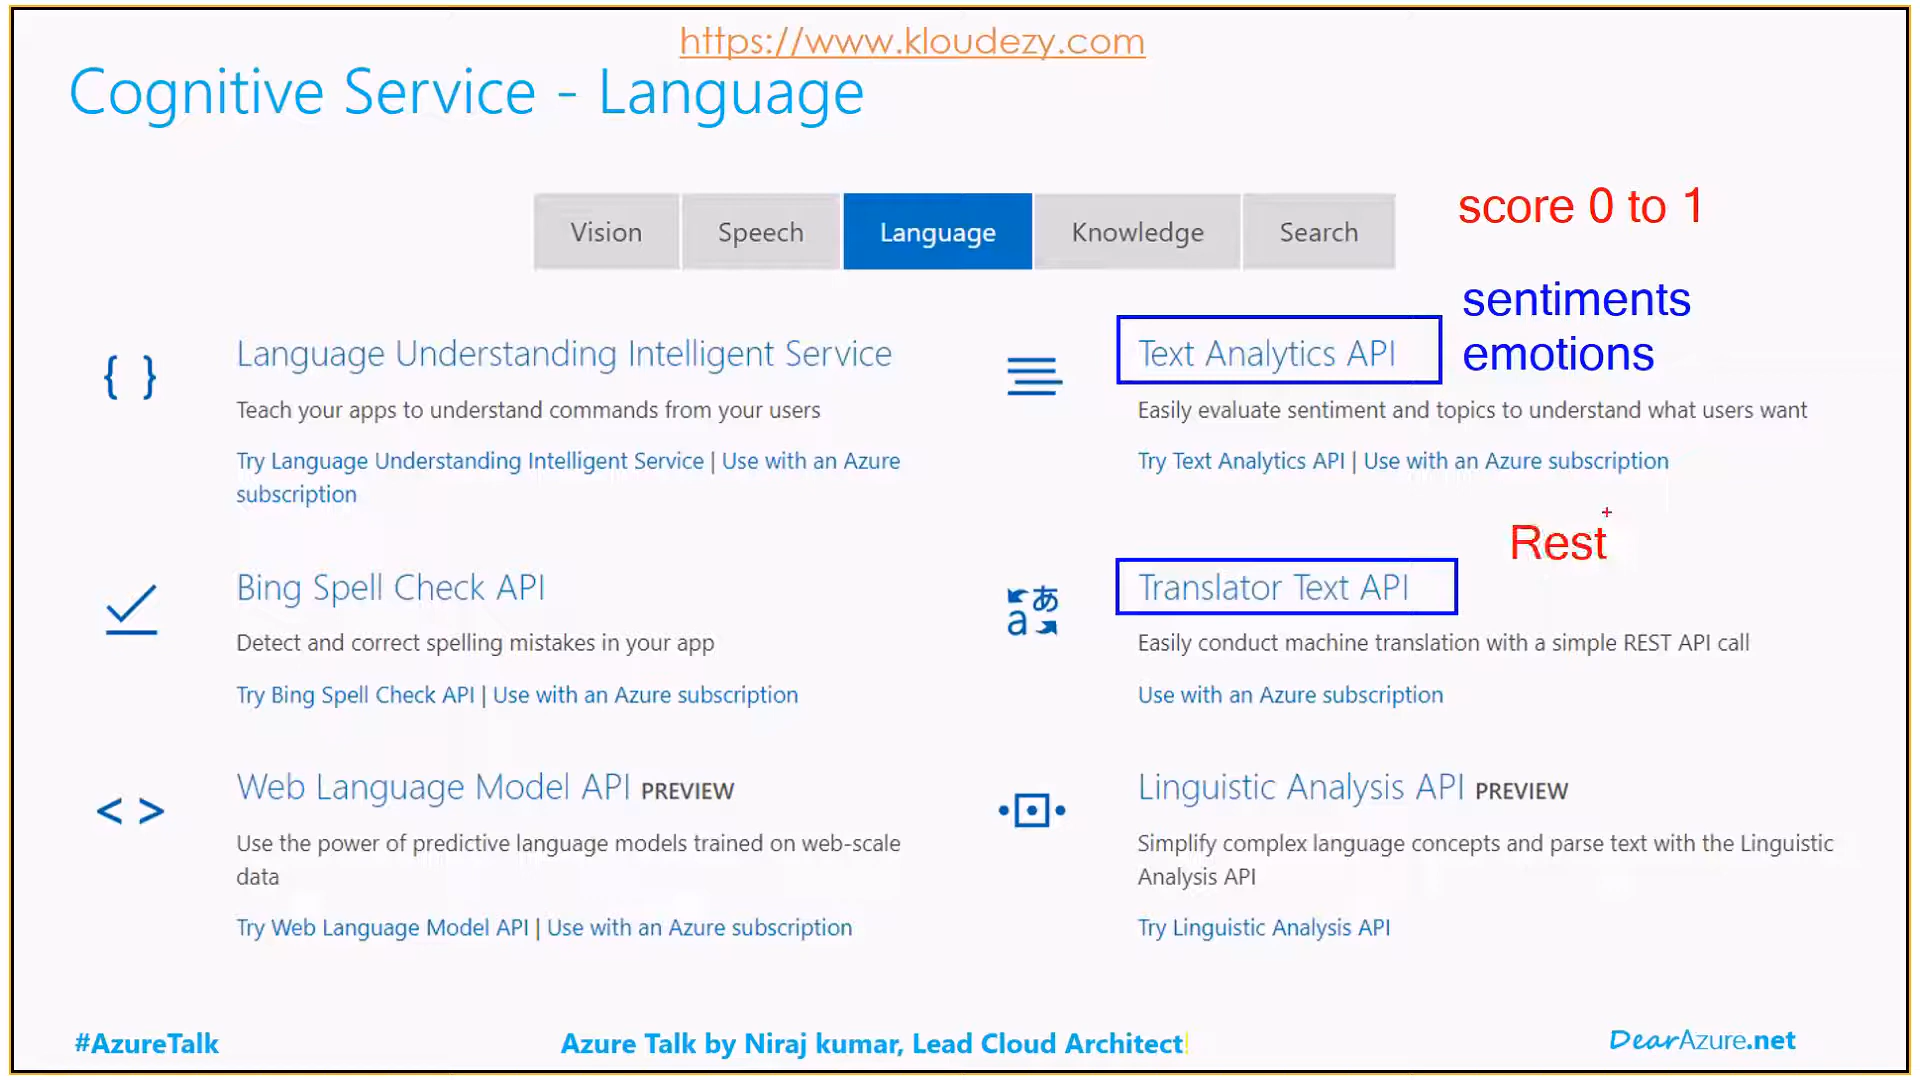 https://www.kloudezy.com
Cognitive Service - Language
Vision
Speech
Language
Knowledge
Search
score 0 to 1
sentiments
emotions
Language Understanding Intelligent Service
Teach your apps to understand commands from your users
Try Language Understanding Intelligent Service | Use with an Azure
subscription
Text Analytics API
Easily evaluate sentiment and topics to understand what users want
Try Text Analytics API | Use with an Azure subscription
Rest
Bing Spell Check API
Detect and correct spelling mistakes in your app
Try Bing Spell Check API | Use with an Azure subscription
aあ
Translator Text API
Easily conduct machine translation with a simple REST API call
Use with an Azure subscription
Web Language Model API PREVIEW
Use the power of predictive language models trained on web-scale
data
Try Web Language Model API | Use with an Azure subscription
Linguistic Analysis API PREVIEW
Simplify complex language concepts and parse text with the Linguistic
Analysis API
Try Linguistic Analysis API
#AzureTalk
Azure Talk by Niraj kumar, Lead Cloud Architect!
DearAzure.net